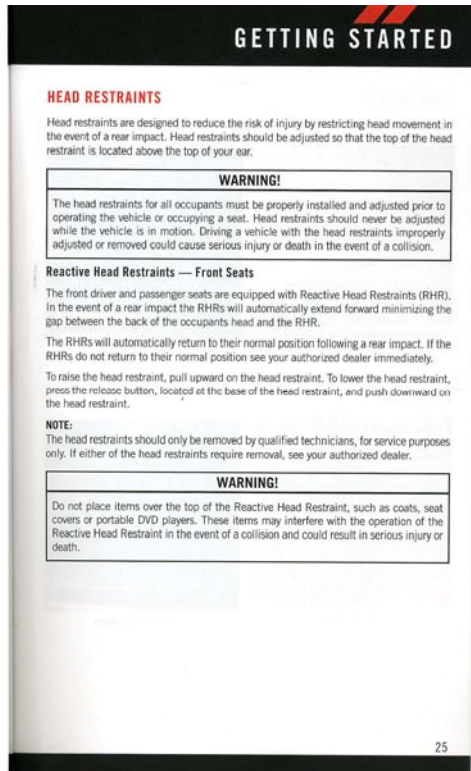 GETTING STARTED
HEAD RESTRAINTS
Head restraints are designed to reduce the risk of injury by restricting head movement in
the event of a rear impact. Head restraints should be adjusted so that the top of the head
restraint is located above the top of your ear.
WARNING!
The head restraints for all occupants must be properly installed and adjusted prior to
operating the vehicle or occupying a seat. Head restraints should never be adjusted
while the vehicle is in motion. Driving a vehicle with the head restraints improperly
adjusted or removed could cause serious injury or death in the event of a collision.
Reactive Head Restraints — Front Seats
The front driver and passenger seats are equipped with Reactive Head Restraints (RHR).
In the event of a rear impact the RHRs will automatically extend forward minimizing the
gap between the back of the occupants head and the RHR.
The RHRs will automatically return to their normal position following a rear impact. If the
RHRs do not return to their normal position see your authorized dealer immediately.
To raise the head restraint, pull upward on the head restraint. To lower the head restraint,
press the release button, located at the base of the head restraint, and push downward on
the head restraint.
NOTE:
The head restraints should only be removed by qualified technicians, for service purposes
only. If either of the head restraints require removal, see your authorized dealer.
WARNING!
Do not place items over the top of the Reactive Head Restraint, such as coats, seat
covers or portable DVD players. These items may interfere with the operation of the
Reactive Head Restraint in the event of a collision and could result in serious injury or
death.
25